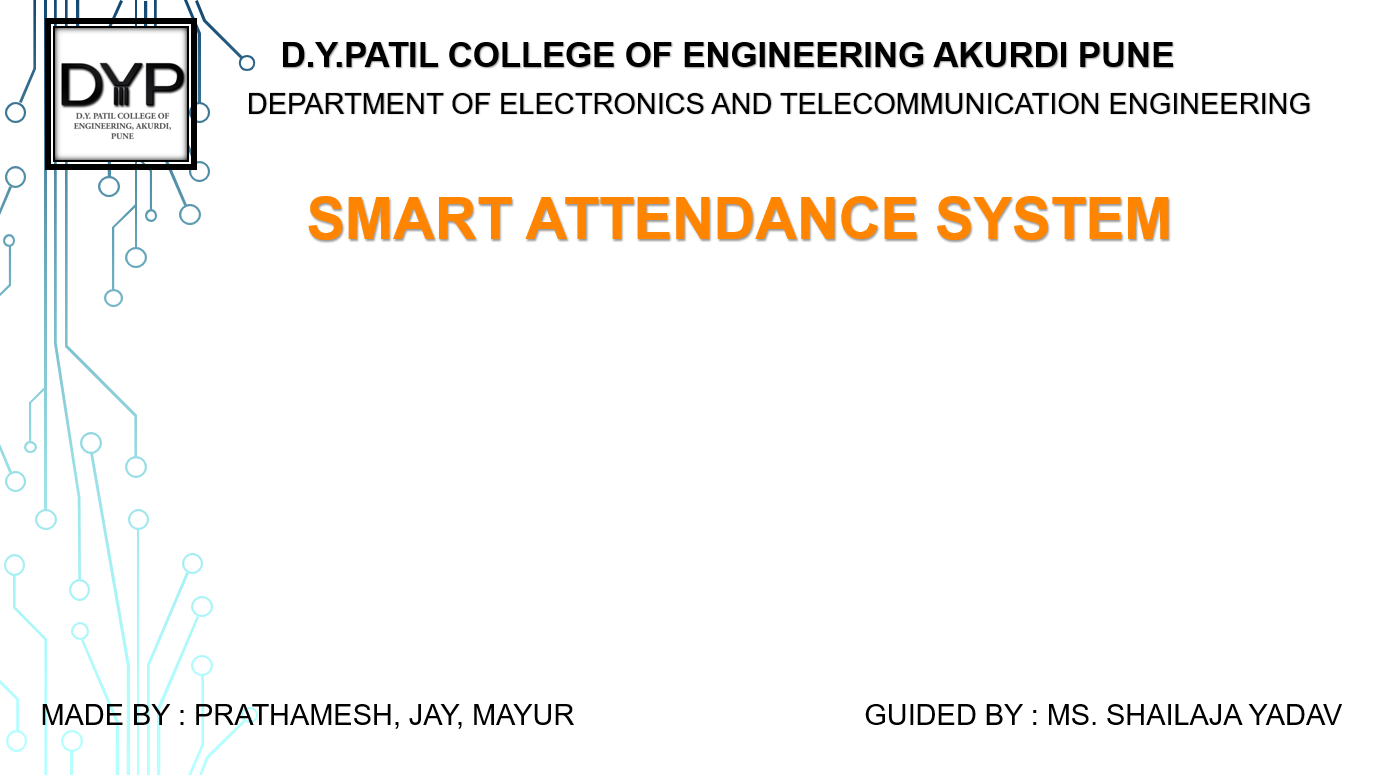 D.Y.PATIL COLLEGE OF ENGINEERING AKURDI PUNE
DEPARTMENT OF ELECTRONICS AND TELECOMMUNICATION ENGINEERING
DYP
D.Y. PATIL COLLEGE OF
ENGINEERING, AKURDI,
PUNE
SMART ATTENDANCE SYSTEM
MADE BY : PRATHAMESH, JAY, MAYUR
GUIDED BY : MS. SHAILAJA YADAV